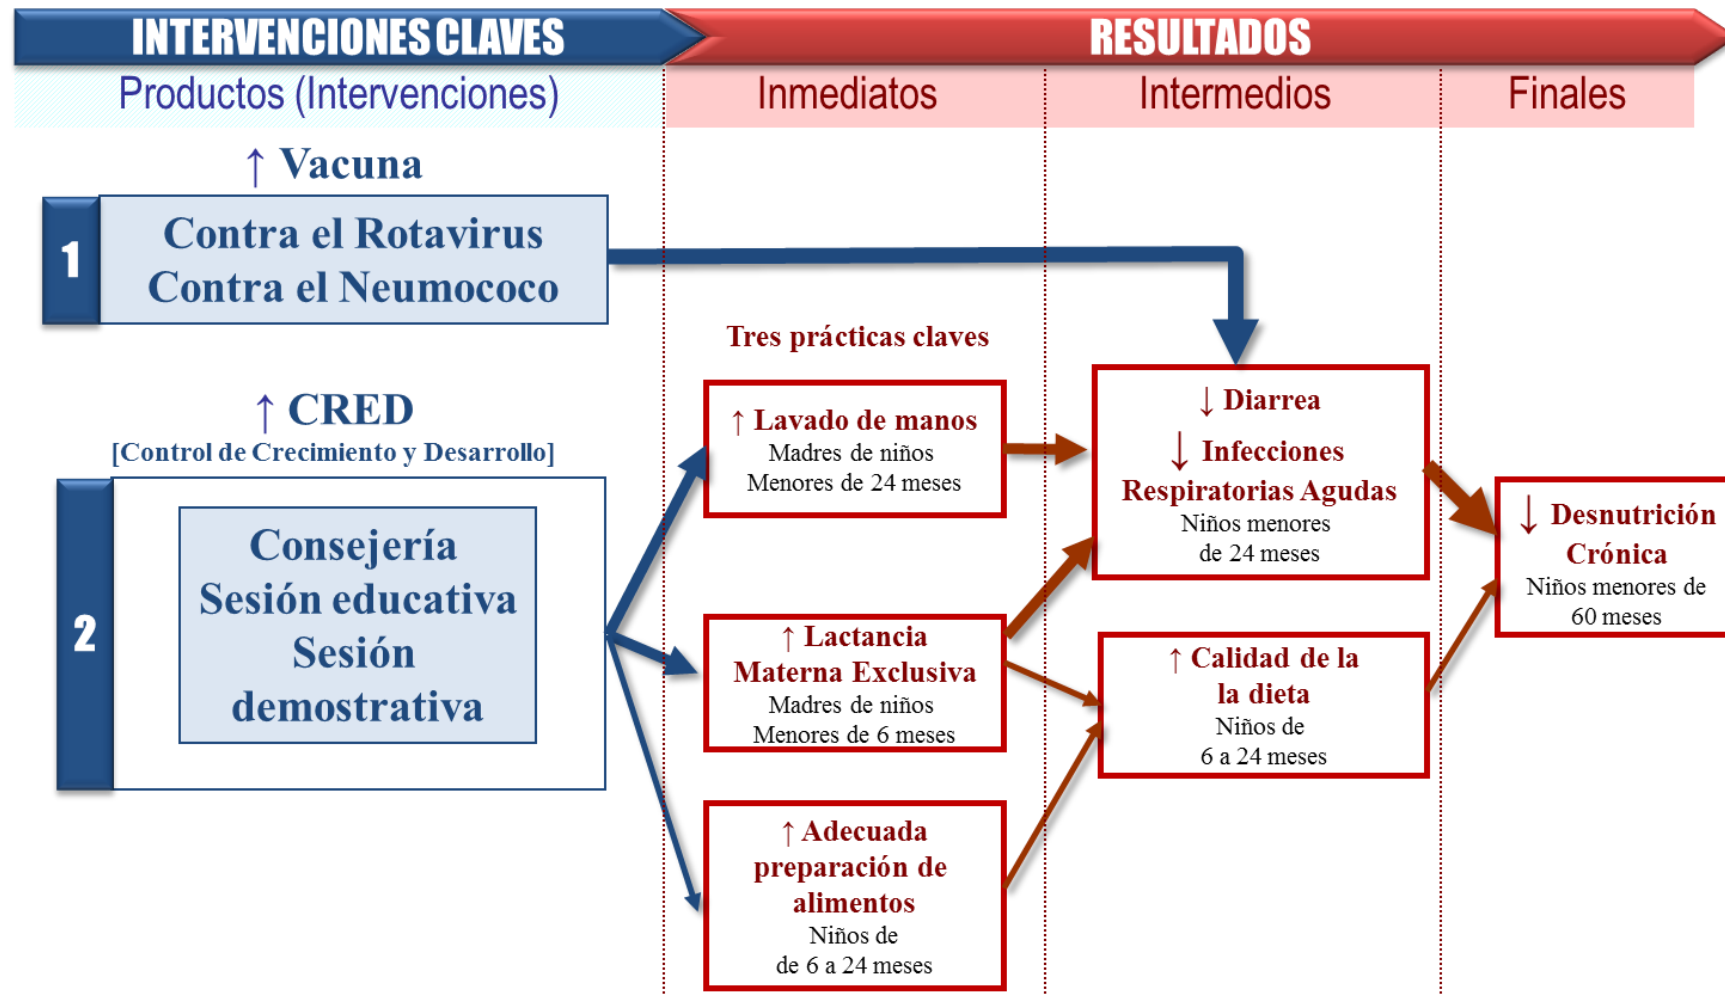 INTERVENCIONES CLAVES
RESULTADOS
Productos (Intervenciones)
Inmediatos
Intermedios
Finales
↑ Vacuna
1
Contra el Rotavirus
Contra el Neumococo
↑ CRED
[Control de Crecimiento y Desarrollo]
2
Consejería
Sesión educativa
Sesión
demostrativa
Tres prácticas claves
↑ Lavado de manos
Madres de niños
Menores de 24 meses
↑ Lactancia
Materna Exclusiva
Madres de niños
Menores de 6 meses
↑ Adecuada
preparación de
alimentos
Niños de
de 6 a 24 meses
↓ Diarrea
↓ Infecciones
Respiratorias Agudas
Niños menores
de 24 meses
↑ Calidad de la
la dieta
Niños de
6 a 24 meses
↓ Desnutrición
Crónica
Niños menores de
60 meses